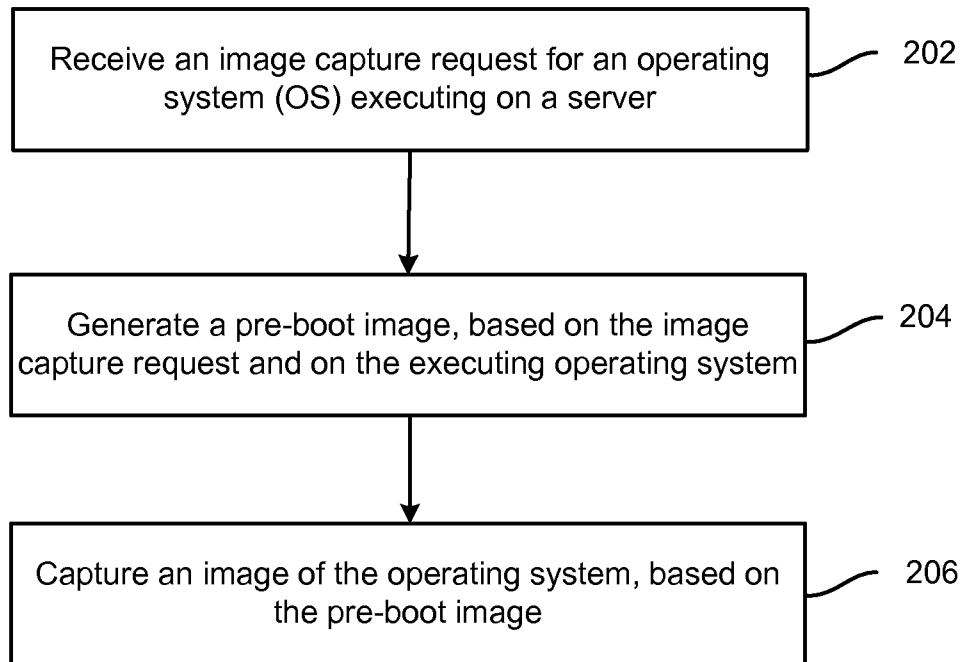 Receive an image capture request for an operating
system (OS) executing on a server
202
Generate a pre-boot image, based on the image
capture request and on the executing operating system
204
Capture an image of the operating system, based on
the pre-boot image
206